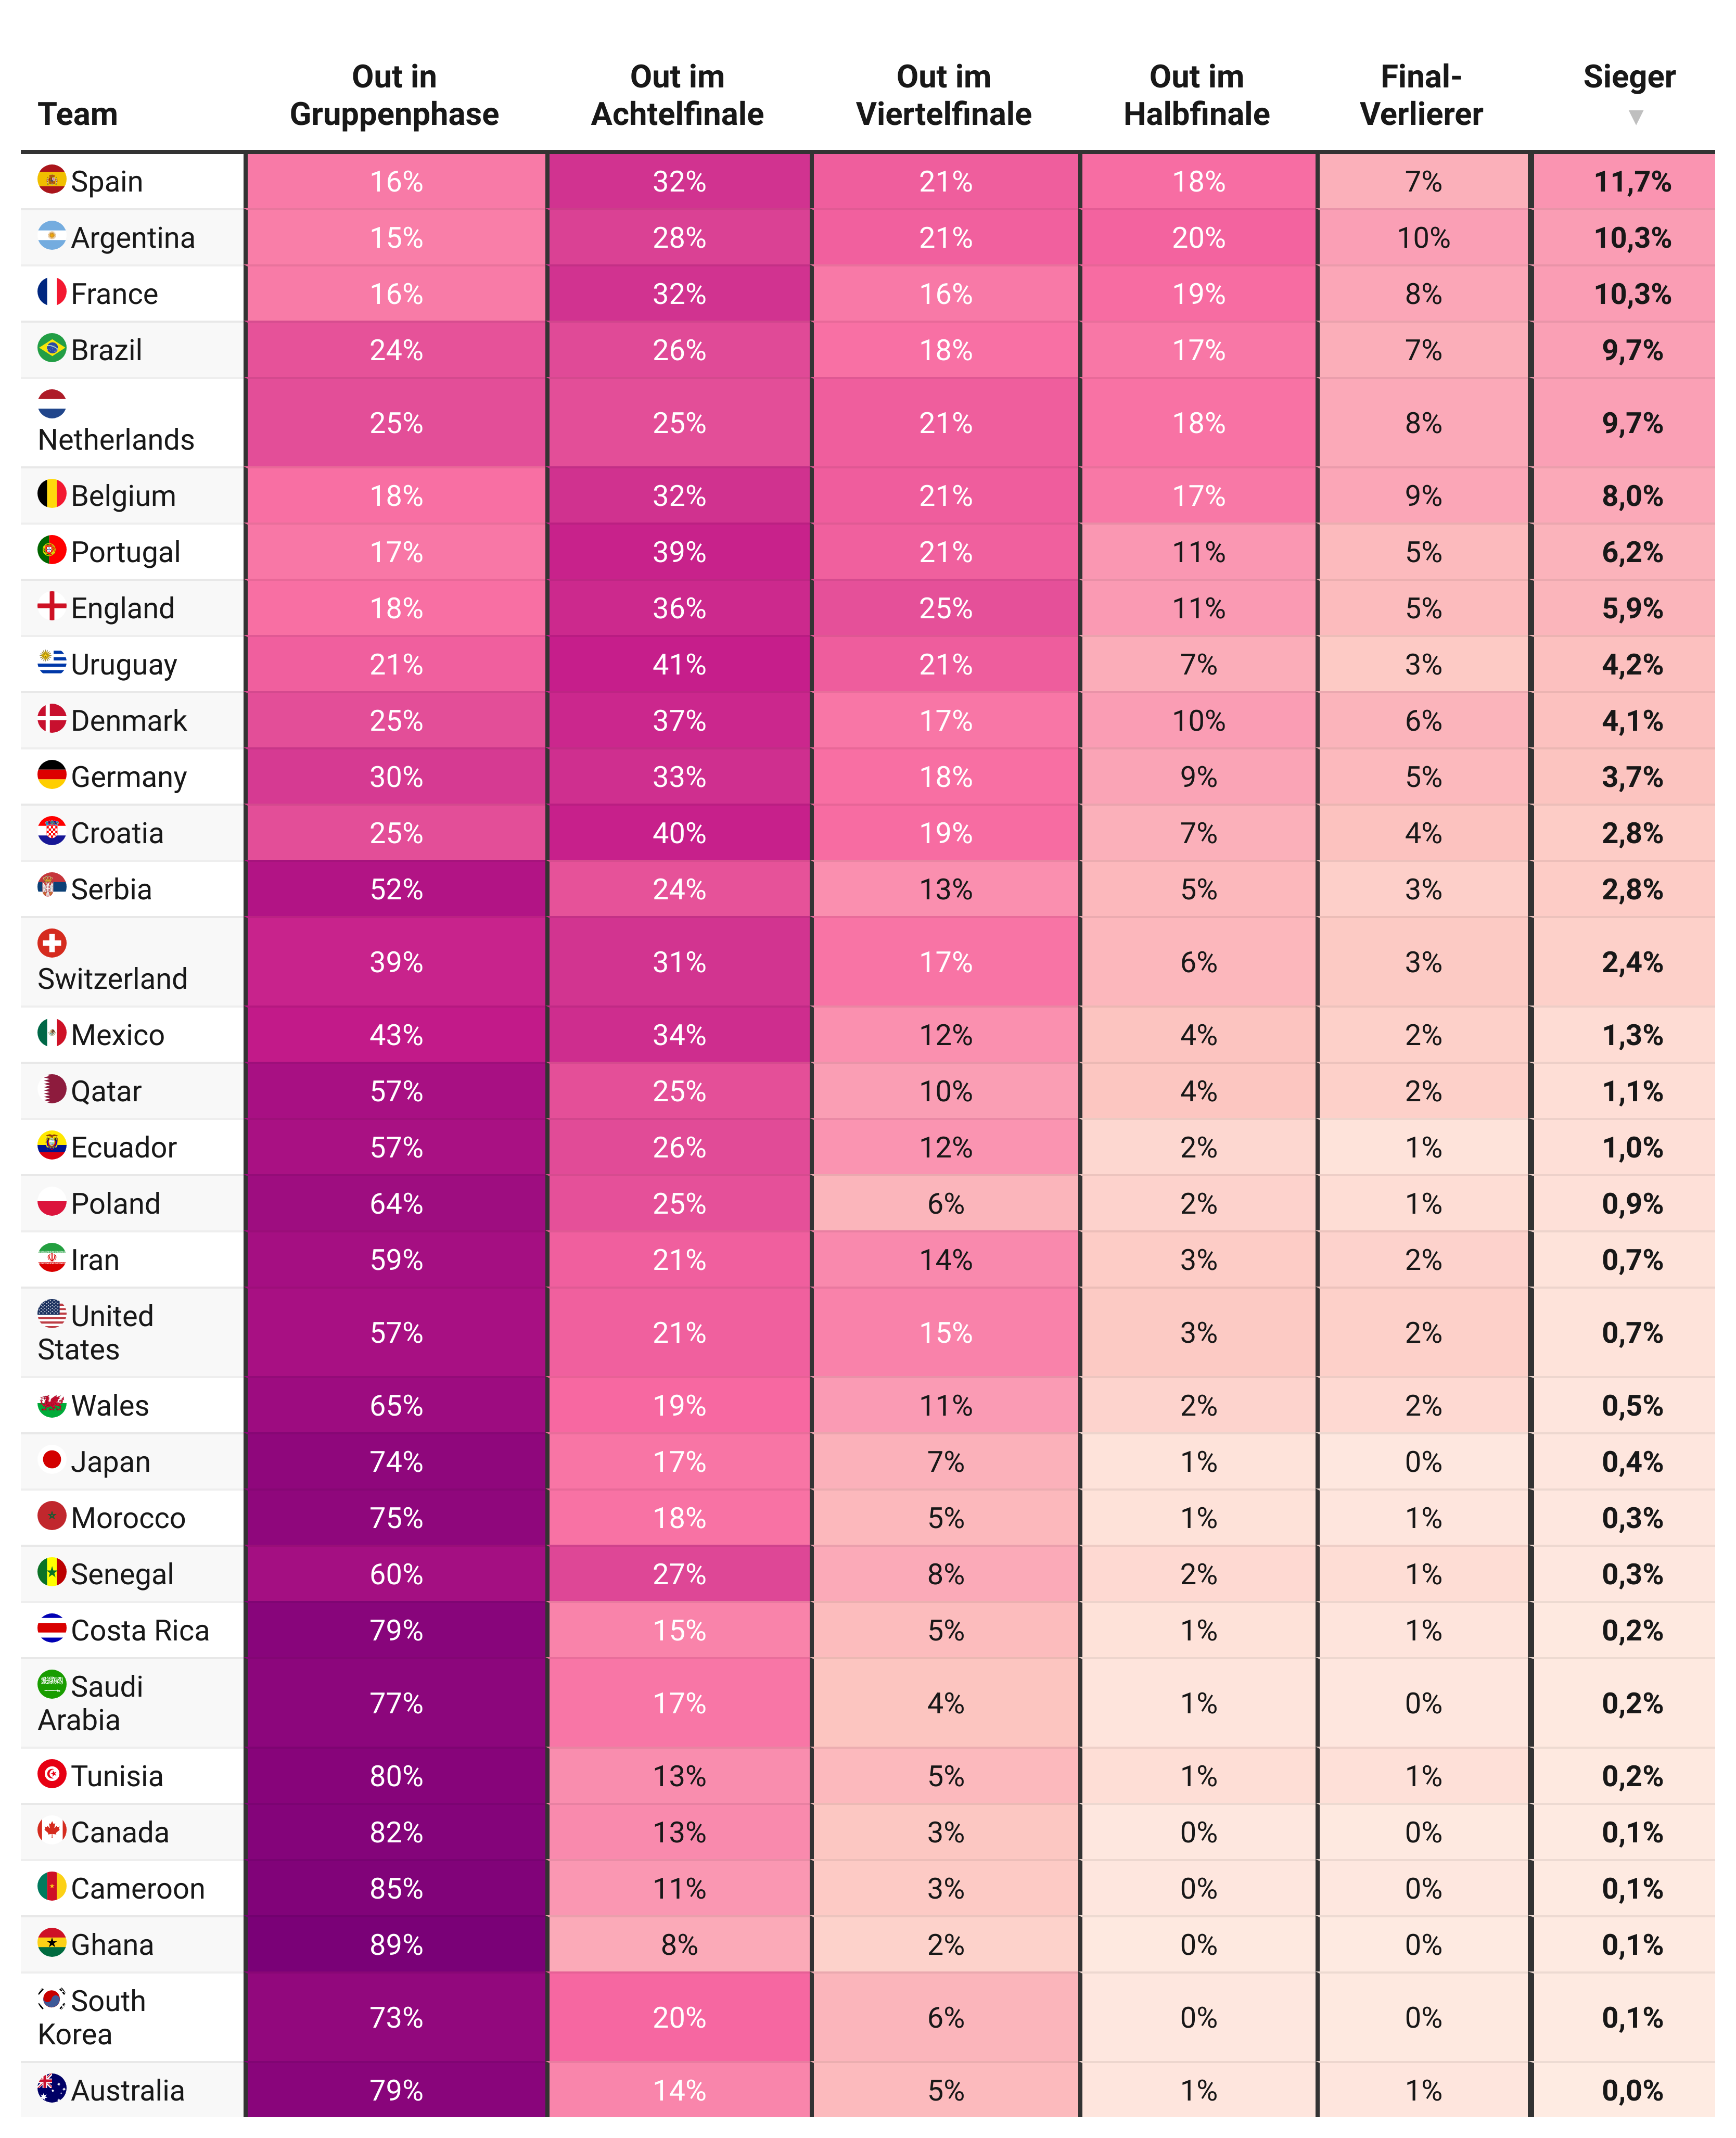 Team Out in Gruppenphase Out im Achtelfinale Out im Viertelfinale Out im Halbfinale Final-Verlierer Sieger ▼
Spain 16% 32% 21% 18% 7% 11,7%
Argentina 15% 28% 21% 20% 10% 10,3%
France 16% 32% 16% 19% 8% 10,3%
Brazil 24% 26% 18% 17% 7% 9,7%
Netherlands 25% 25% 21% 18% 8% 9,7%
Belgium 18% 32% 21% 17% 9% 8,0%
Portugal 17% 39% 21% 11% 5% 6,2%
England 18% 36% 25% 11% 5% 5,9%
Uruguay 21% 41% 21% 7% 3% 4,2%
Denmark 25% 37% 17% 10% 6% 4,1%
Germany 30% 33% 18% 9% 5% 3,7%
Croatia 25% 40% 19% 7% 4% 2,8%
Serbia 52% 24% 13% 5% 3% 2,8%
Switzerland 39% 31% 17% 6% 3% 2,4%
Mexico 43% 34% 12% 4% 2% 1,3%
Qatar 57% 25% 10% 4% 2% 1,1%
Ecuador 57% 26% 12% 2% 1% 1,0%
Poland 64% 25% 6% 2% 1% 0,9%
Iran 59% 21% 14% 3% 2% 0,7%
United States 57% 21% 15% 3% 2% 0,7%
Wales 65% 19% 11% 2% 2% 0,5%
Japan 74% 17% 7% 1% 0% 0,4%
Morocco 75% 18% 5% 1% 1% 0,3%
Senegal 60% 27% 8% 2% 1% 0,3%
Costa Rica 79% 15% 5% 1% 1% 0,2%
Saudi Arabia 77% 17% 4% 1% 0% 0,2%
Tunisia 80% 13% 5% 1% 1% 0,2%
Canada 82% 13% 3% 0% 0% 0,1%
Cameroon 85% 11% 3% 0% 0% 0,1%
Ghana 89% 8% 2% 0% 0% 0,1%
South Korea 73% 20% 6% 0% 0% 0,1%
Australia 79% 14% 5% 1% 1% 0,0%